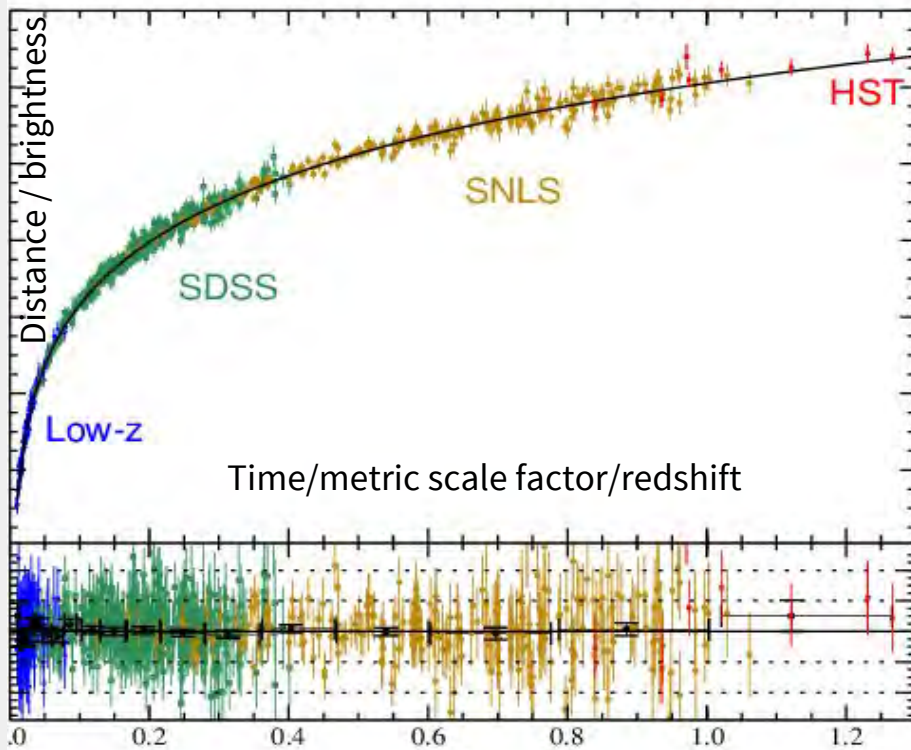 Distance / brightness
HST
SNLS
SDSS
Low-z
Time/metric scale factor/redshift
.0 0.2 0.4 0.6 0.8 1.0 1.2